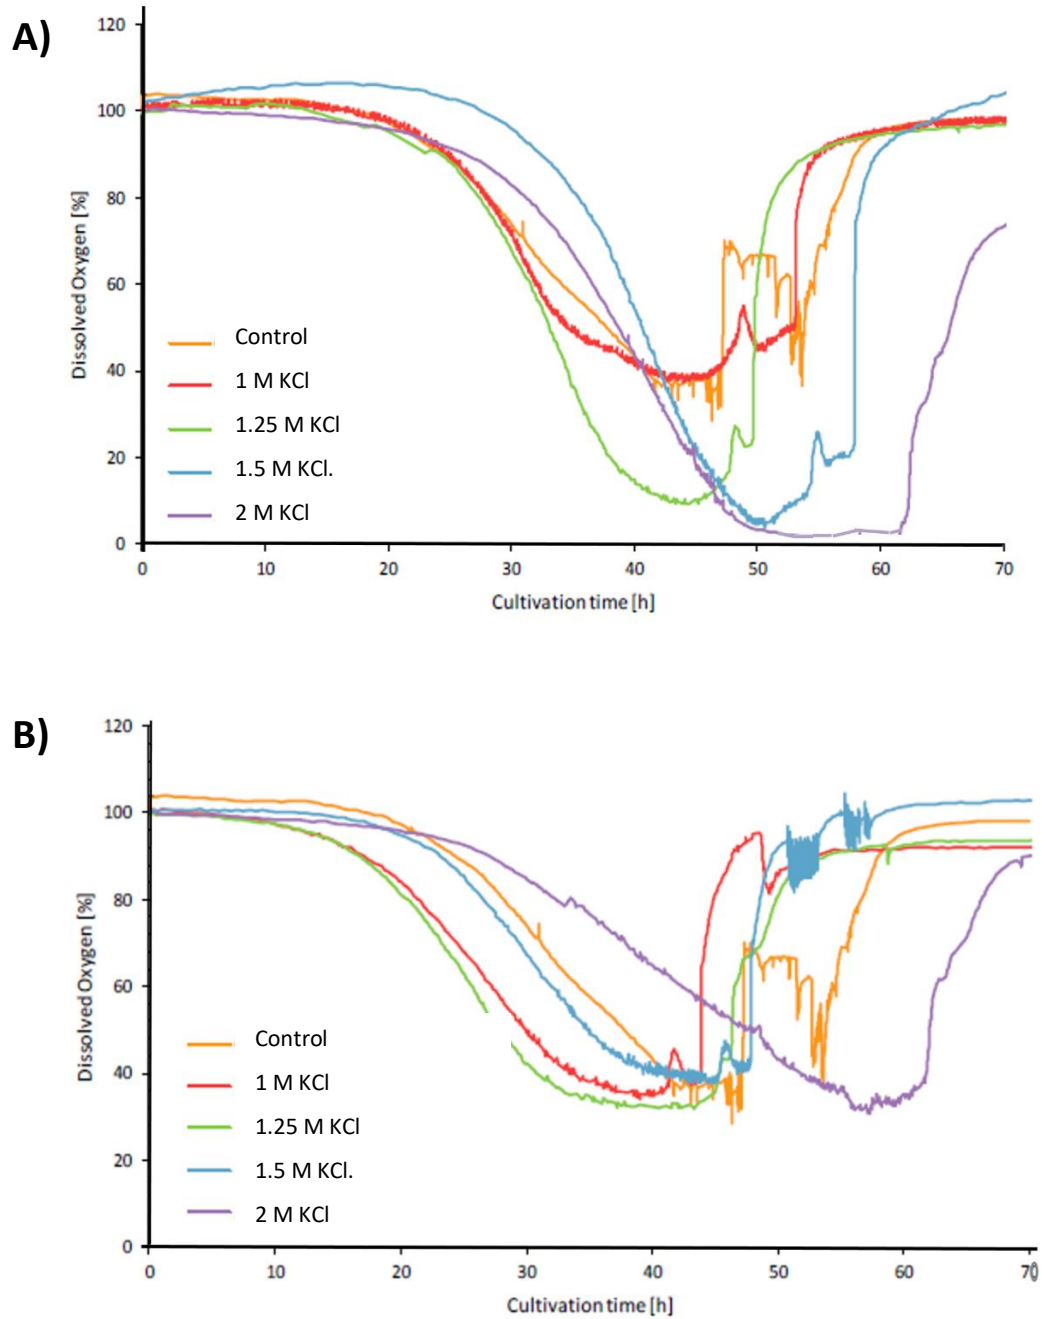 A)
120
100
80
60
40
20
0
Dissolved Oxygen [%]
Control
1 M KCl
1.25 M KCl
1.5 M KCl.
2 M KCl
0 10 20 30 40 50 60 70
Cultivation time [h]
B)
120
100
80
60
40
20
0
Dissolved Oxygen [%]
Control
1 M KCl
1.25 M KCl
1.5 M KCl.
2 M KCl
0 10 20 30 40 50 60 70
Cultivation time [h]